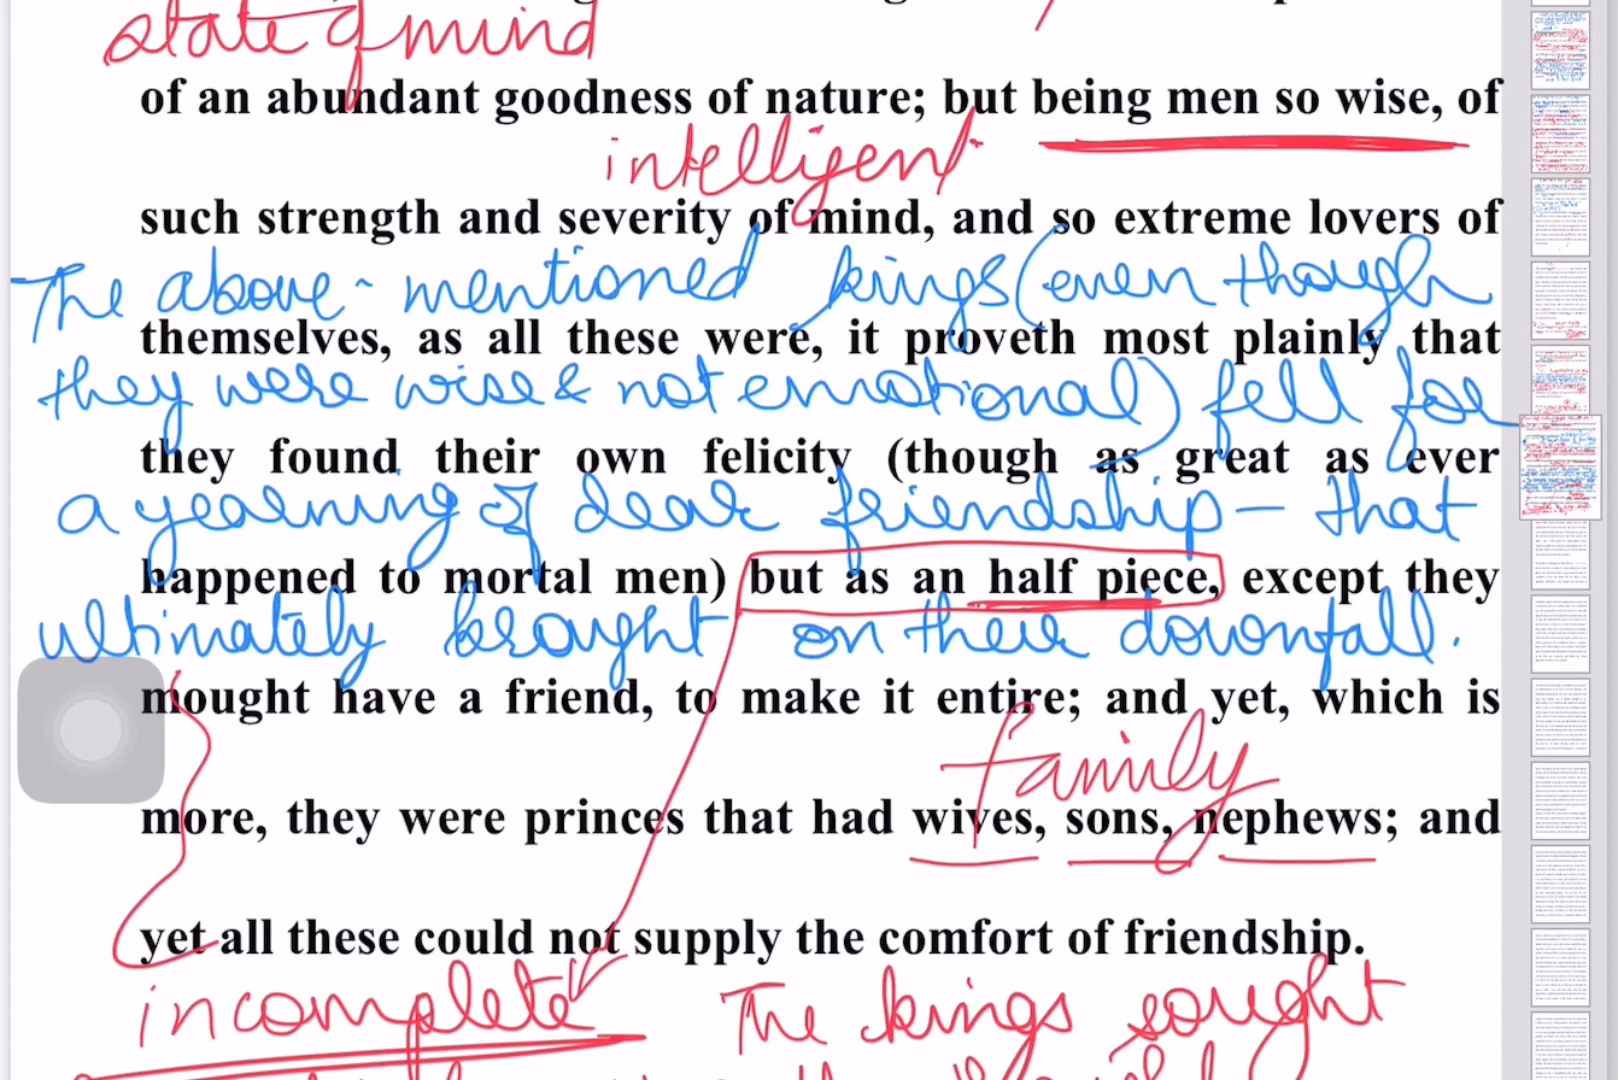 state of mind
of an abundant goodness of nature; but being men so wise, of
intelligent
such strength and severity of mind, and so extreme lovers of
The above-mentioned kings (even though
themselves, as all these were, it proveth most plainly that
they were wise & not emotional) fell for
they found their own felicity (though as great as ever
a yearning of dear friendship - that
happened to mortal men) but as an half piece, except they
ultimately brought on their downfall.
mought have a friend, to make it entire; and yet, which is
family
more, they were princes that had wives, sons, nephews; and
yet all these could not supply the comfort of friendship.
incomplete The kings sought